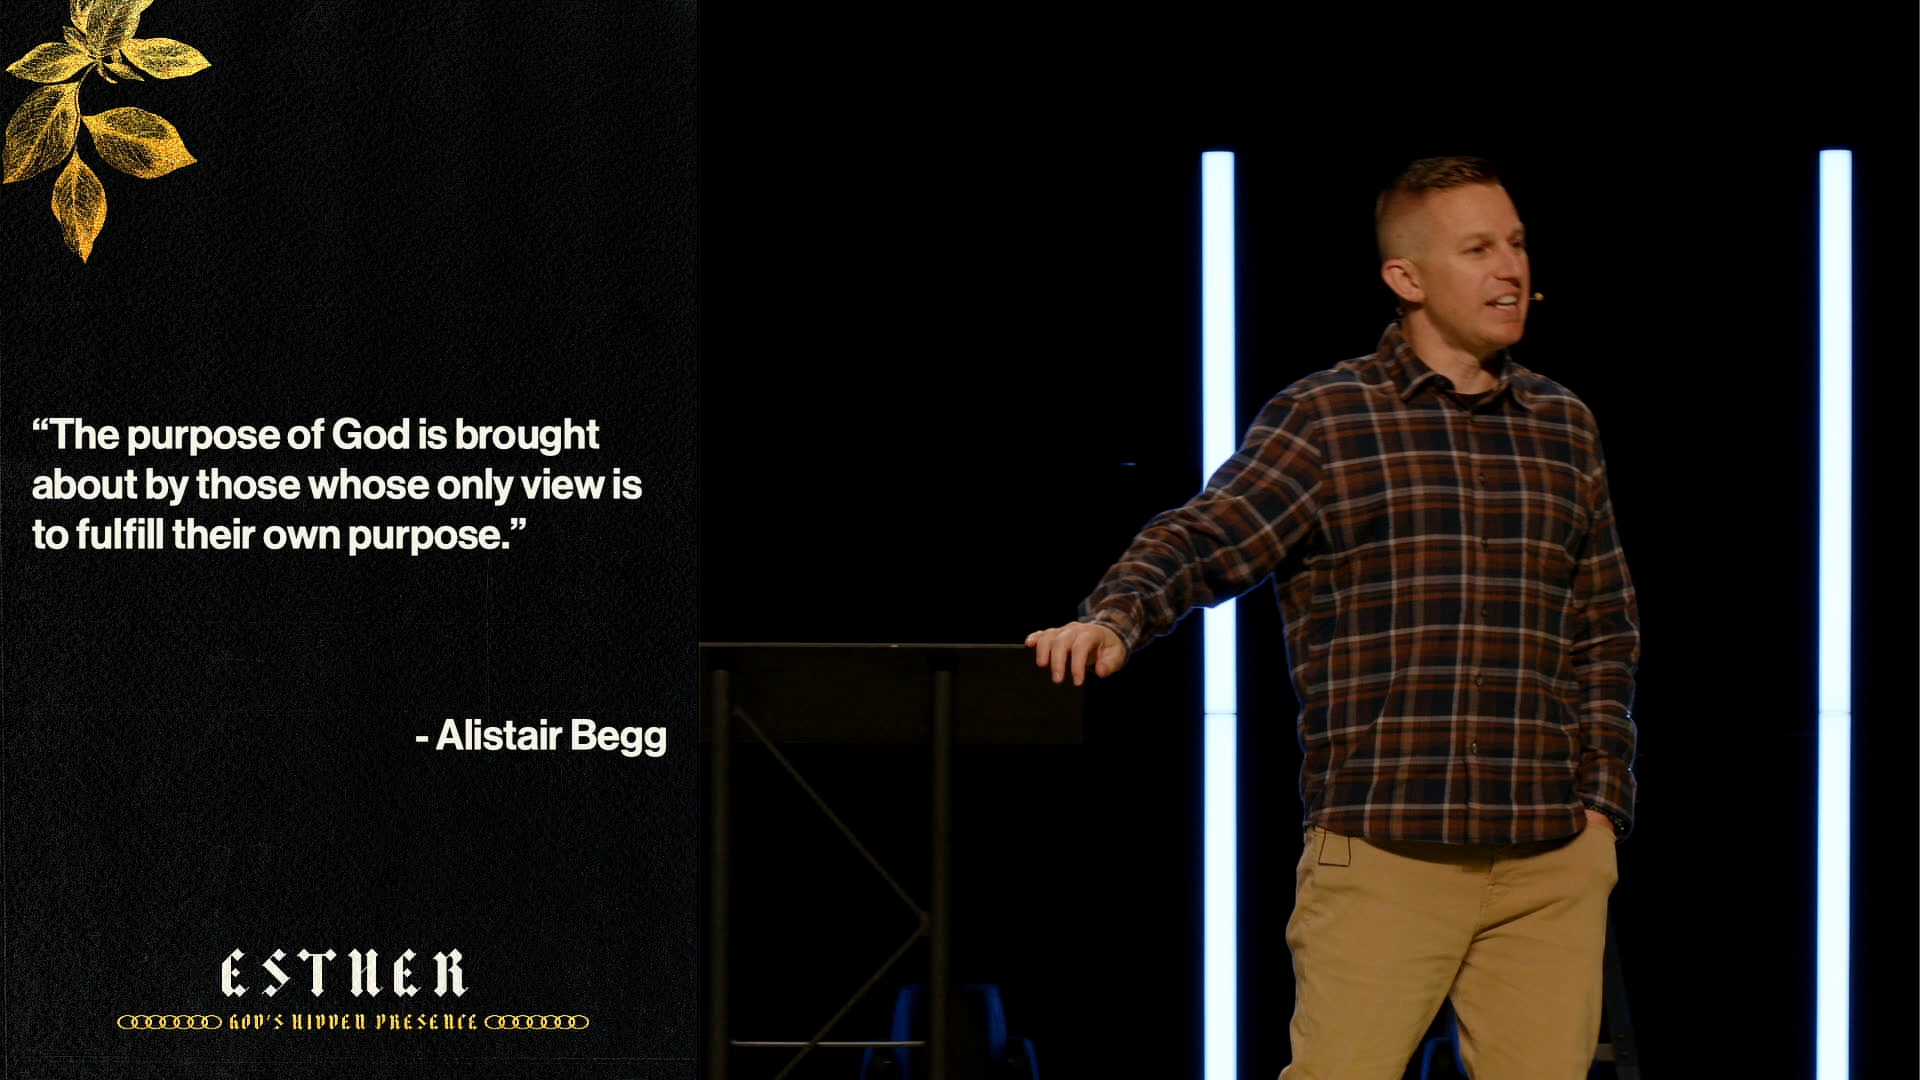 “The purpose of God is brought
about by those whose only view is
to fulfill their own purpose.”
- Alistair Begg
ESTHER
GOD'S HIDDEN PRESENCE